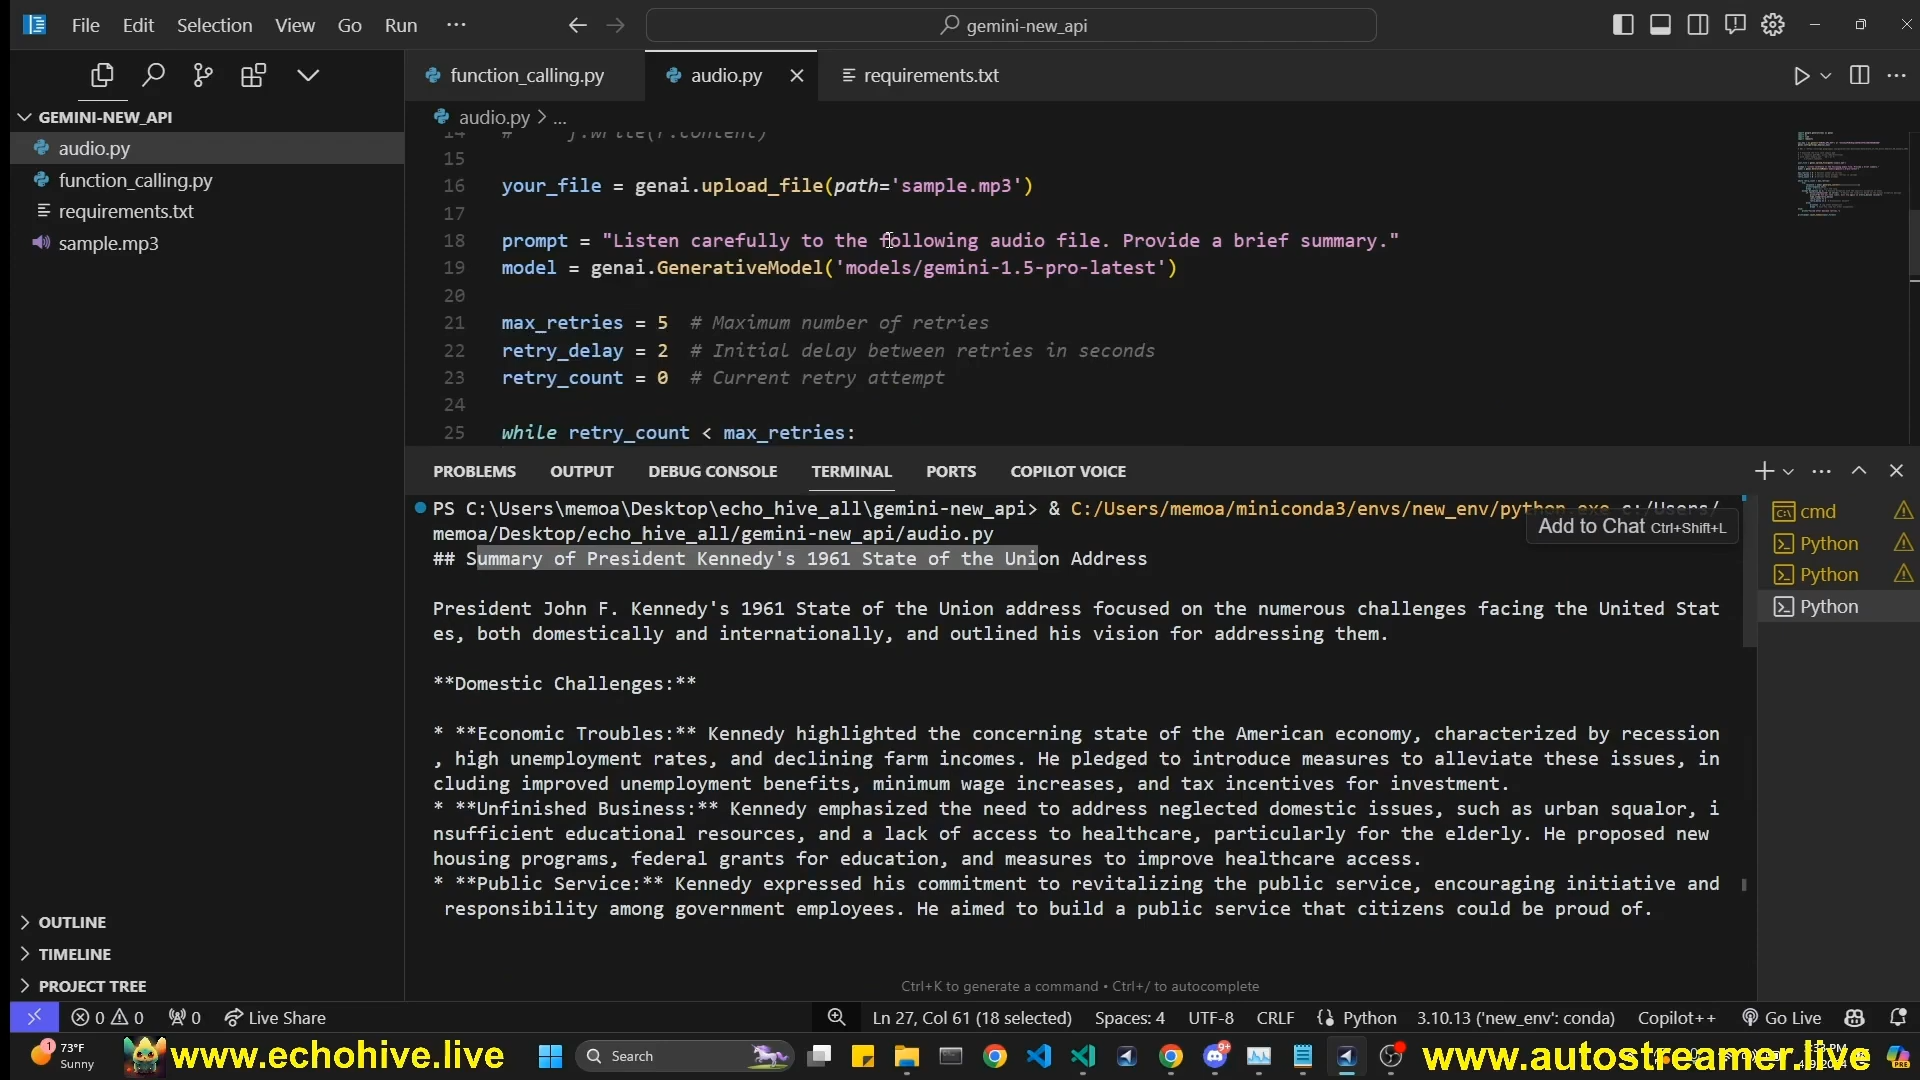 File Edit Selection View Go Run ···
gemini-new_api
function_calling.py audio.py requirements.txt
GEMINI-NEW_API
audio.py
function_calling.py
requirements.txt
sample.mp3
OUTLINE
TIMELINE
PROJECT TREE
audio.py > ...
14 # f.write(r.content)
15
16 your_file = genai.upload_file(path='sample.mp3')
17
18 prompt = "Listen carefully to the following audio file. Provide a brief summary."
19 model = genai.GenerativeModel('models/gemini-1.5-pro-latest')
20
21 max_retries = 5 # Maximum number of retries
22 retry_delay = 2 # Initial delay between retries in seconds
23 retry_count = 0 # Current retry attempt
24
25 while retry_count < max_retries:
PROBLEMS OUTPUT DEBUG CONSOLE TERMINAL PORTS COPILOT VOICE
PS C:\Users\memoa\Desktop\echo_hive_all\gemini-new_api> & C:/Users/memoa/miniconda3/envs/new_env/python.exe c:/Users/
memoa/Desktop/echo_hive_all/gemini-new_api/audio.py
Add to Chat Ctrl+Shift+L
## Summary of President Kennedy's 1961 State of the Union Address
President John F. Kennedy's 1961 State of the Union address focused on the numerous challenges facing the United Stat
es, both domestically and internationally, and outlined his vision for addressing them.
**Domestic Challenges:**
* **Economic Troubles:** Kennedy highlighted the concerning state of the American economy, characterized by recession
, high unemployment rates, and declining farm incomes. He pledged to introduce measures to alleviate these issues, in
cluding improved unemployment benefits, minimum wage increases, and tax incentives for investment.
* **Unfinished Business:** Kennedy emphasized the need to address neglected domestic issues, such as urban squalor, i
nsufficient educational resources, and a lack of access to healthcare, particularly for the elderly. He proposed new
housing programs, federal grants for education, and measures to improve healthcare access.
* **Public Service:** Kennedy expressed his commitment to revitalizing the public service, encouraging initiative and
responsibility among government employees. He aimed to build a public service that citizens could be proud of.
Ctrl+K to generate a command • Ctrl+/ to autocomplete
cmd
Python
Python
Python
0 0 0 Live Share
Ln 27, Col 61 (18 selected) Spaces: 4 UTF-8 CRLF Python 3.10.13 ('new_env': conda) Copilot++ Go Live
1 73°F
Sunny
www.echohive.live
Search
9+
www.autostreamer.live
PRE